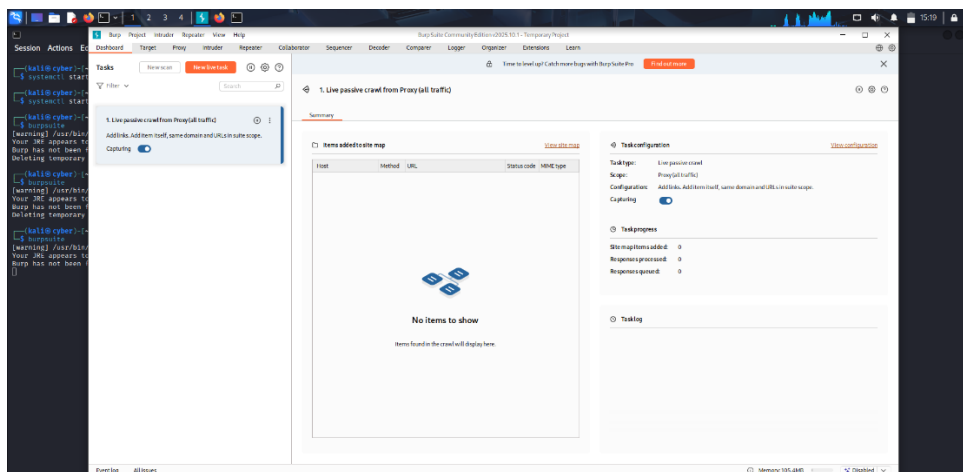 1 2 3 4
15:19
Session Actions Ed
┌──(kali㉿cyber)-[~
└─$ systemctl start
┌──(kali㉿cyber)-[~
└─$ systemctl start
┌──(kali㉿cyber)-[~
└─$ burpsuite
[warning] /usr/bin/
Your JRE appears to
Burp has not been f
Deleting temporary
┌──(kali㉿cyber)-[~
└─$ burpsuite
[warning] /usr/bin/
Your JRE appears to
Burp has not been f
Deleting temporary
┌──(kali㉿cyber)-[~
└─$ burpsuite
[warning] /usr/bin/
Your JRE appears to
Burp has not been f
Burp Project Intruder Repeater View Help
Burp Suite Community Edition v2025.10.1 - Temporary Project
Dashboard Target Proxy Intruder Repeater Collaborator Sequencer Decoder Comparer Logger Organizer Extensions Learn
Tasks New scan New live task
Time to level up? Catch more bugs with Burp Suite Pro Find out more
Filter Search
1. Live passive crawl from Proxy (all traffic)
Add links. Add item itself, same domain and URLs in suite scope.
Capturing
1. Live passive crawl from Proxy (all traffic)
Summary
Items added to site map View site map
Host Method URL Status code MIME type
No items to show
Items found in the crawl will display here.
Task configuration View configuration
Task type: Live passive crawl
Scope: Proxy (all traffic)
Configuration: Add links. Add item itself, same domain and URLs in suite scope.
Capturing
Task progress
Site map items added: 0
Responses processed: 0
Responses queued: 0
Task log
Event log All issues
Memory: 105.4MB Disabled